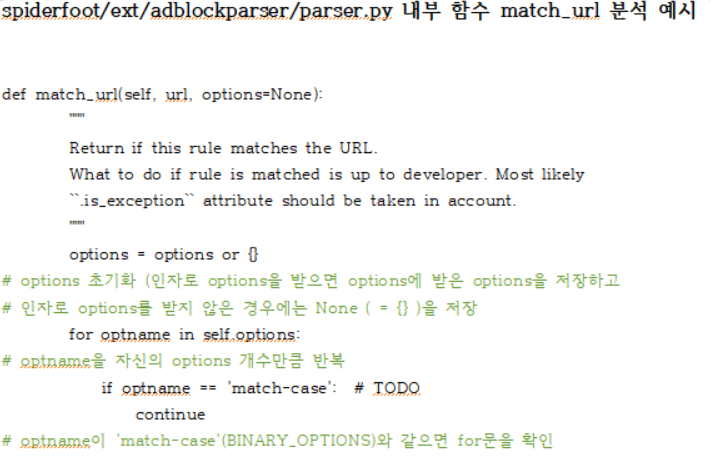 spiderfoot/ext/adblockparser/parser.py 내부 함수 match_url 분석 예시
def match_url(self, url, options=None):
"""
Return if this rule matches the URL.
What to do if rule is matched is up to developer. Most likely
``.is_exception`` attribute should be taken in account.
"""
options = options or {}
# options 초기화 (인자로 options을 받으면 options에 받은 options을 저장하고
# 인자로 options를 받지 않은 경우에는 None ( = {} )을 저장
for optname in self.options:
# optname을 자신의 options 개수만큼 반복
if optname == 'match-case': # TODO
continue
# optname이 'match-case'(BINARY_OPTIONS)와 같으면 for문을 확인